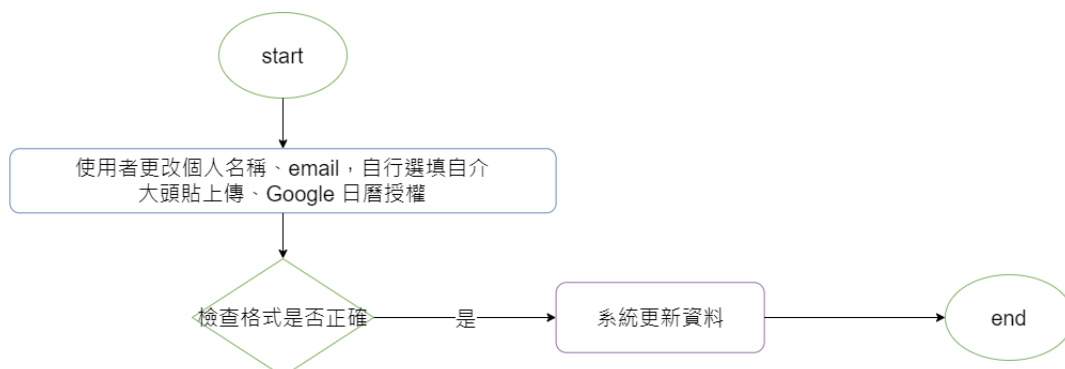 start
使用者更改個人名稱、email，自行選填自介
大頭貼上傳、Google 日曆授權
檢查格式是否正確
是
系統更新資料
end